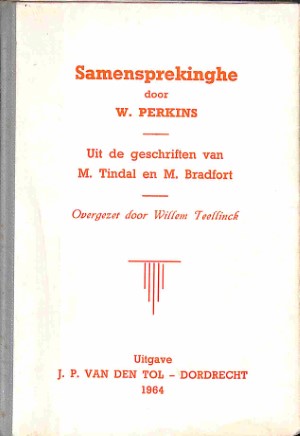 Samensprekinghe
door
W. PERKINS
Uit de geschriften van
M. Tindal en M. Bradfort
Overgezet door Willem Teellinck
Uitgave
J. P. VAN DEN TOL – DORDRECHT
1964